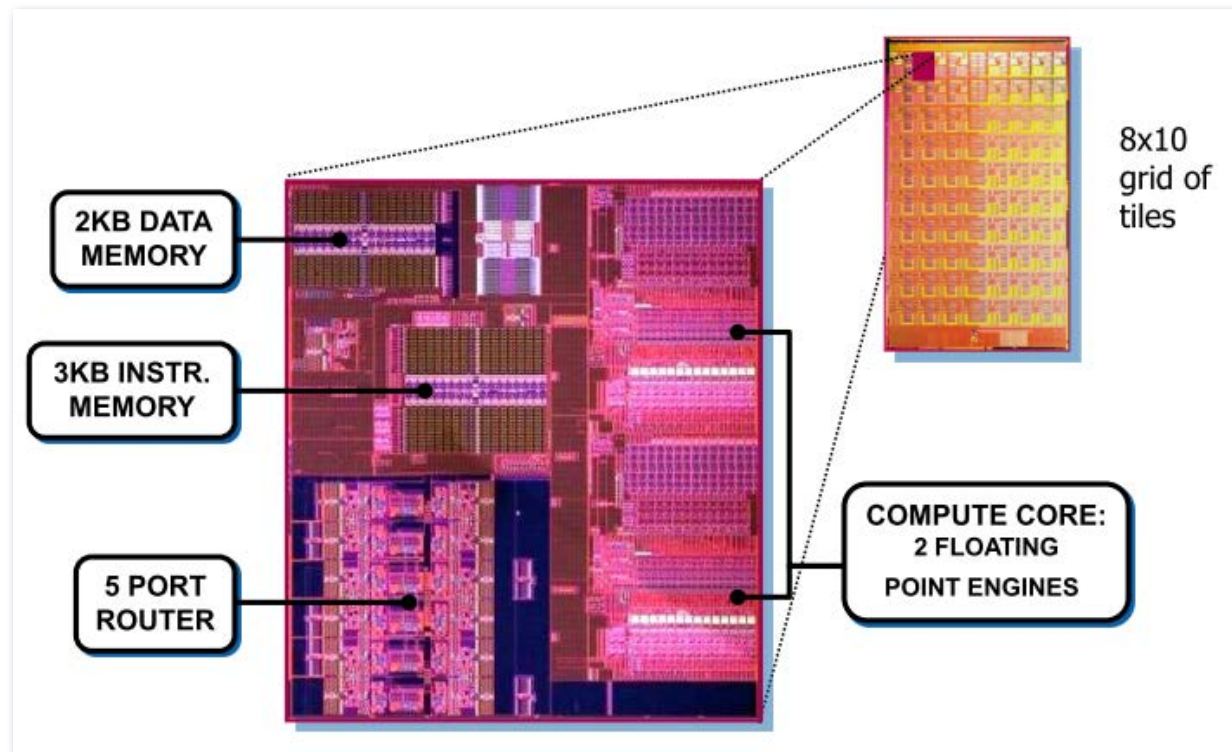 2KB DATA
MEMORY
3KB INSTR.
MEMORY
5 PORT
ROUTER
8x10
grid of
tiles
COMPUTE CORE:
2 FLOATING
POINT ENGINES